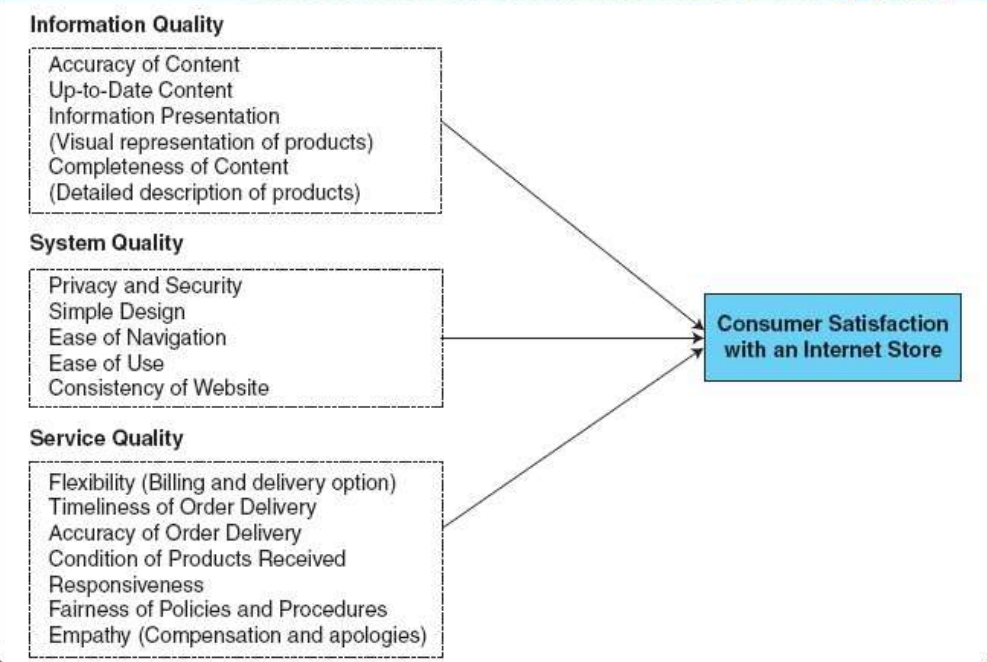 Information Quality
Accuracy of Content
Up-to-Date Content
Information Presentation
(Visual representation of products)
Completeness of Content
(Detailed description of products)
System Quality
Privacy and Security
Simple Design
Ease of Navigation
Ease of Use
Consistency of Website
Service Quality
Flexibility (Billing and delivery option)
Timeliness of Order Delivery
Accuracy of Order Delivery
Condition of Products Received
Responsiveness
Fairness of Policies and Procedures
Empathy (Compensation and apologies)
Consumer Satisfaction
with an Internet Store